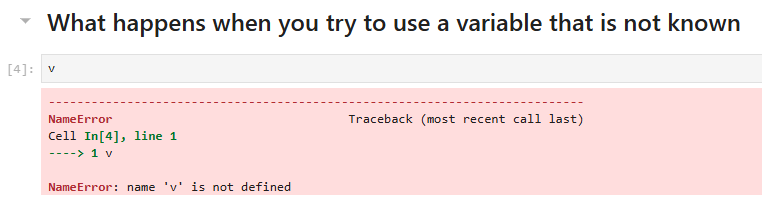 What happens when you try to use a variable that is not known
[4]: v
---------------------------------------------------------------------------
NameError                                 Traceback (most recent call last)
Cell In[4], line 1
----> 1 v

NameError: name 'v' is not defined